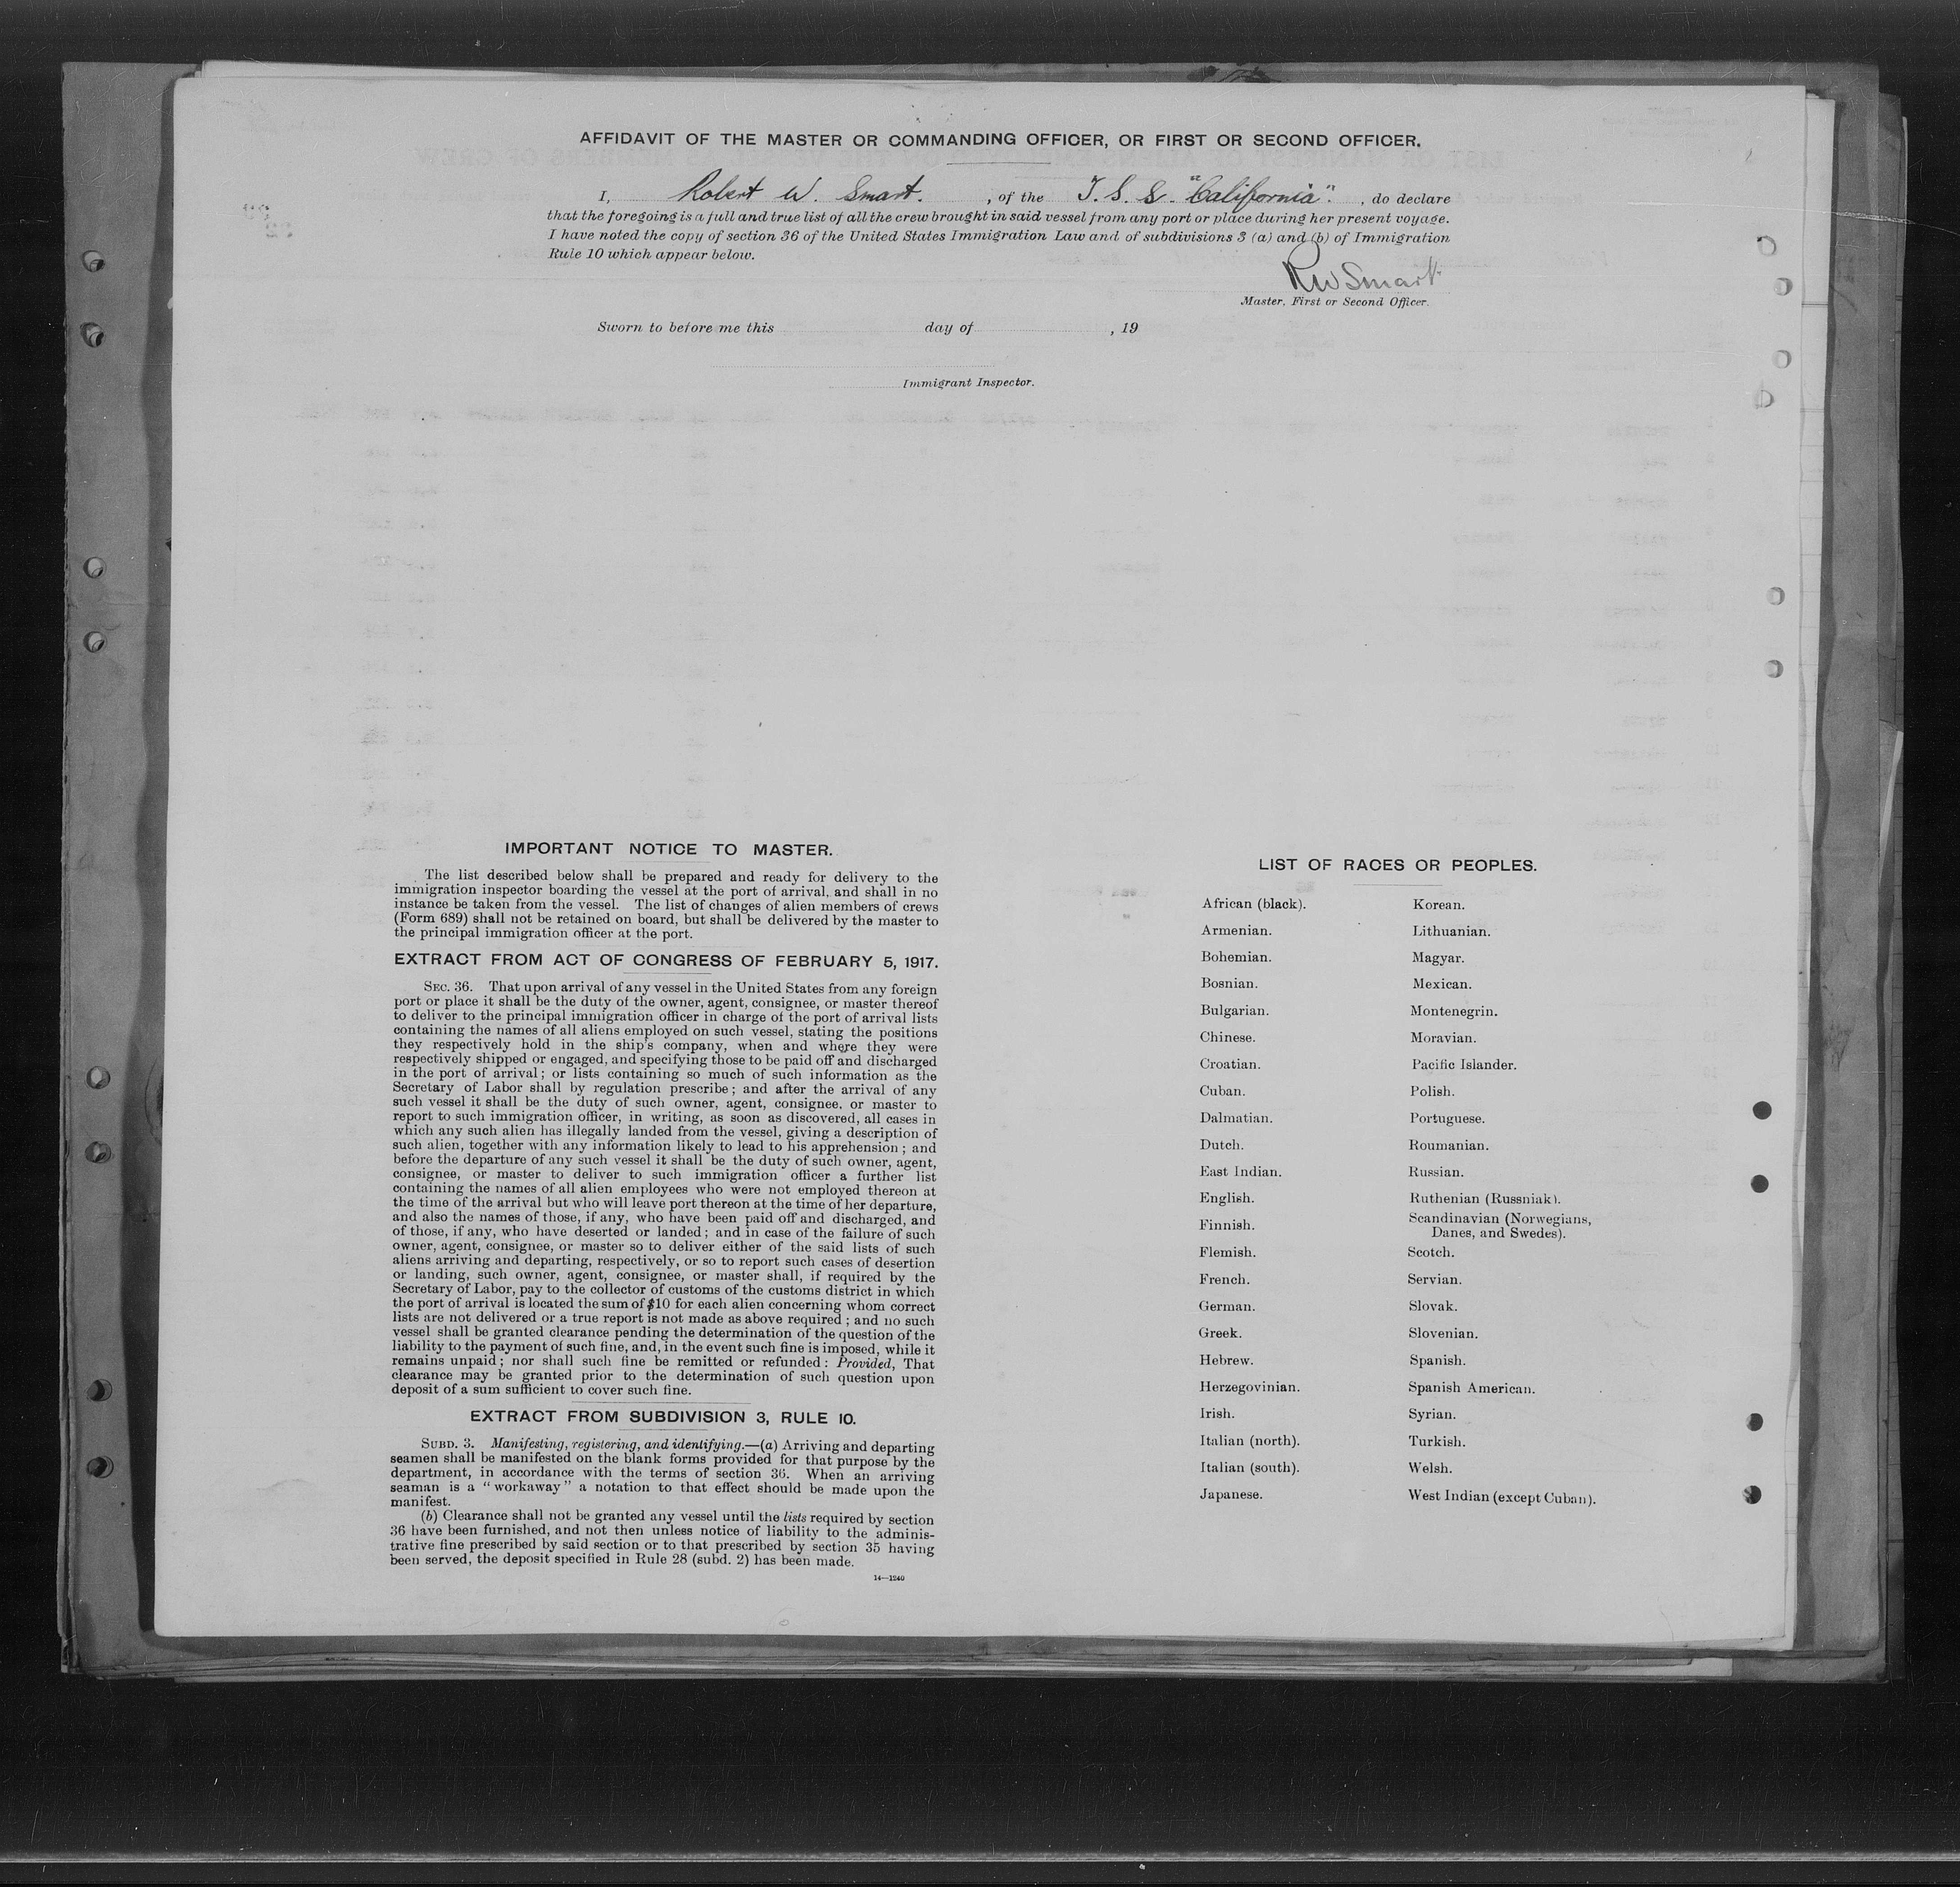 AFFIDAVIT OF THE MASTER OR COMMANDING OFFICER, OR FIRST OR SECOND OFFICER.
I, Robert W. Smart. , of the T. S. S. "California". , do declare
that the foregoing is a full and true list of all the crew brought in said vessel from any port or place during her present voyage.
I have noted the copy of section 36 of the United States Immigration Law and of subdivisions 3 (a) and (b) of Immigration
Rule 10 which appear below.
RWSmart
Master, First or Second Officer.
Sworn to before me this day of , 19
Immigrant Inspector.
IMPORTANT NOTICE TO MASTER.
The list described below shall be prepared and ready for delivery to the
immigration inspector boarding the vessel at the port of arrival, and shall in no
instance be taken from the vessel. The list of changes of alien members of crews
(Form 689) shall not be retained on board, but shall be delivered by the master to
the principal immigration officer at the port.
EXTRACT FROM ACT OF CONGRESS OF FEBRUARY 5, 1917.
SEC. 36. That upon arrival of any vessel in the United States from any foreign
port or place it shall be the duty of the owner, agent, consignee, or master thereof
to deliver to the principal immigration officer in charge of the port of arrival lists
containing the names of all aliens employed on such vessel, stating the positions
they respectively hold in the ship's company, when and where they were
respectively shipped or engaged, and specifying those to be paid off and discharged
in the port of arrival; or lists containing so much of such information as the
Secretary of Labor shall by regulation prescribe; and after the arrival of any
such vessel it shall be the duty of such owner, agent, consignee, or master to
report to such immigration officer, in writing, as soon as discovered, all cases in
which any such alien has illegally landed from the vessel, giving a description of
such alien, together with any information likely to lead to his apprehension; and
before the departure of any such vessel it shall be the duty of such owner, agent,
consignee, or master to deliver to such immigration officer a further list
containing the names of all alien employees who were not employed thereon at
the time of the arrival but who will leave port thereon at the time of her departure,
and also the names of those, if any, who have been paid off and discharged, and
of those, if any, who have deserted or landed; and in case of the failure of such
owner, agent, consignee, or master so to deliver either of the said lists of such
aliens arriving and departing, respectively, or so to report such cases of desertion
or landing, such owner, agent, consignee, or master shall, if required by the
Secretary of Labor, pay to the collector of customs of the customs district in which
the port of arrival is located the sum of $10 for each alien concerning whom correct
lists are not delivered or a true report is not made as above required; and no such
vessel shall be granted clearance pending the determination of the question of the
liability to the payment of such fine, and, in the event such fine is imposed, while it
remains unpaid; nor shall such fine be remitted or refunded: Provided, That
clearance may be granted prior to the determination of such question upon
deposit of a sum sufficient to cover such fine.
EXTRACT FROM SUBDIVISION 3, RULE 10.
SUBD. 3. Manifesting, registering, and identifying.—(a) Arriving and departing
seamen shall be manifested on the blank forms provided for that purpose by the
department, in accordance with the terms of section 36. When an arriving
seaman is a "workaway" a notation to that effect should be made upon the
manifest.
(b) Clearance shall not be granted any vessel until the lists required by section
36 have been furnished, and not then unless notice of liability to the adminis-
trative fine prescribed by said section or to that prescribed by section 35 having
been served, the deposit specified in Rule 28 (subd. 2) has been made.
14—1240
LIST OF RACES OR PEOPLES.
African (black).
Armenian.
Bohemian.
Bosnian.
Bulgarian.
Chinese.
Croatian.
Cuban.
Dalmatian.
Dutch.
East Indian.
English.
Finnish.
Flemish.
French.
German.
Greek.
Hebrew.
Herzegovinian.
Irish.
Italian (north).
Italian (south).
Japanese.
Korean.
Lithuanian.
Magyar.
Mexican.
Montenegrin.
Moravian.
Pacific Islander.
Polish.
Portuguese.
Roumanian.
Russian.
Ruthenian (Russniak).
Scandinavian (Norwegians,
Danes, and Swedes).
Scotch.
Servian.
Slovak.
Slovenian.
Spanish.
Spanish American.
Syrian.
Turkish.
Welsh.
West Indian (except Cuban).